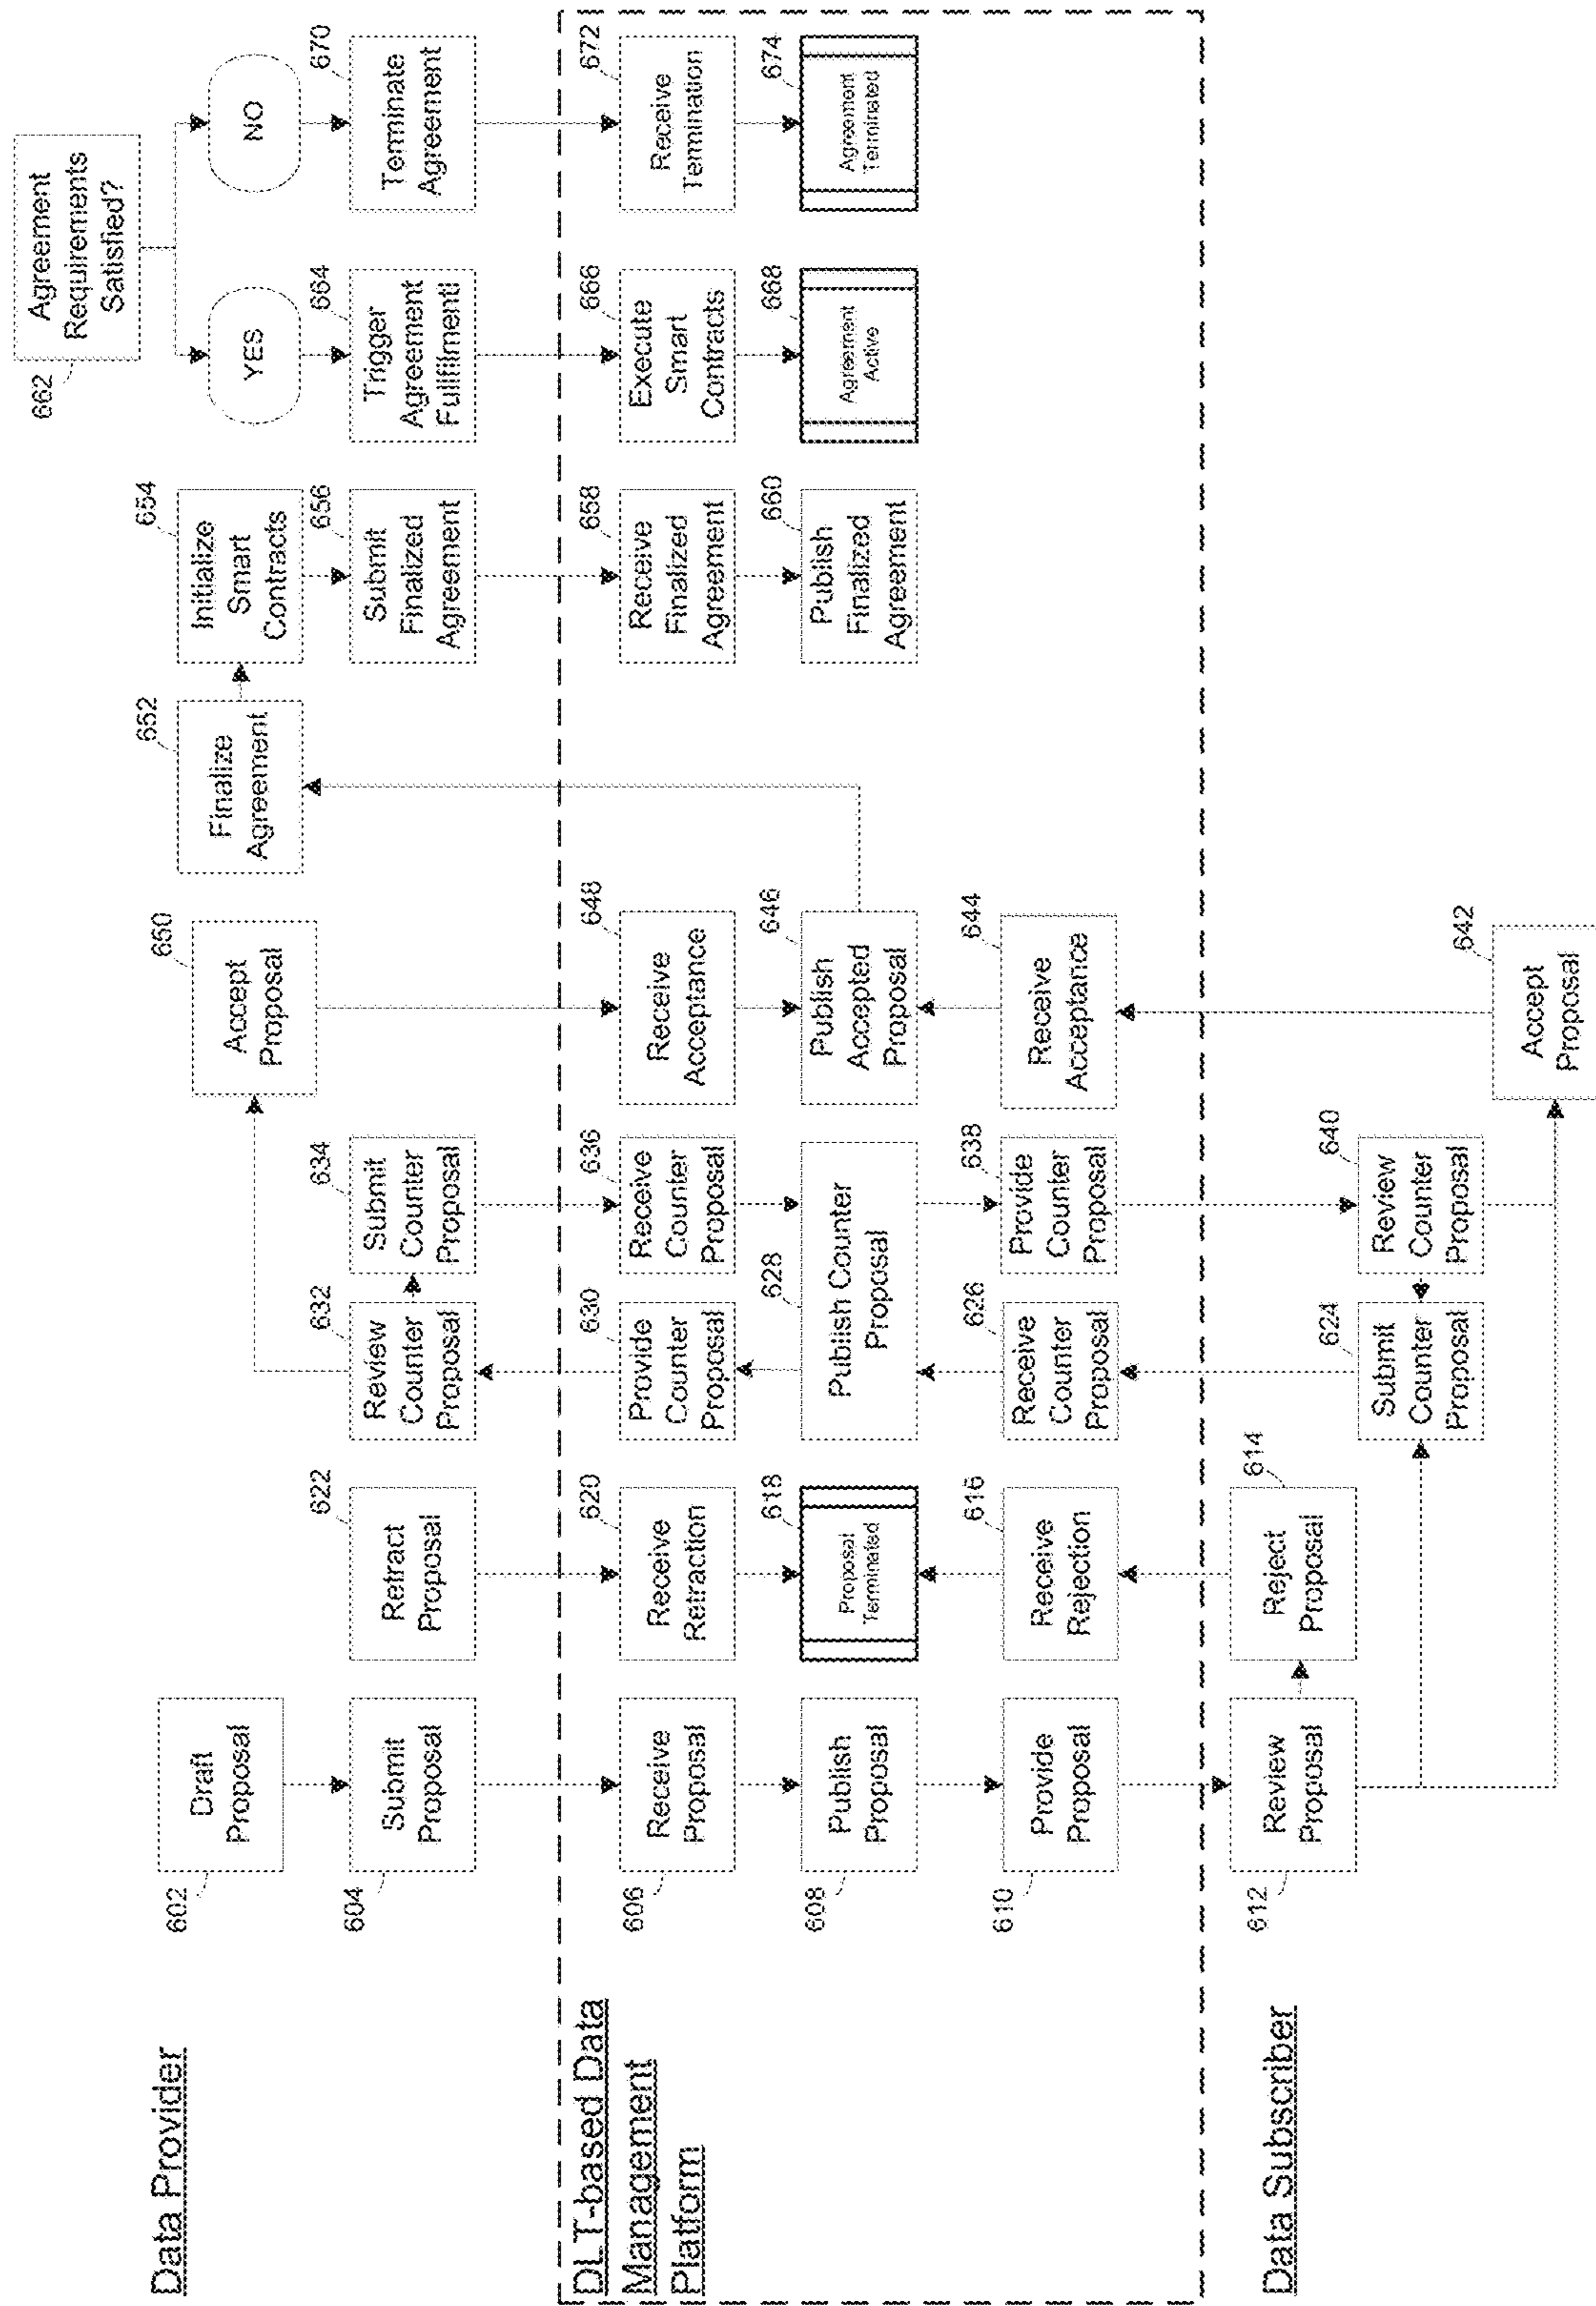 Data Provider
602
Draft
Proposal
604
Submit
Proposal
622
Retract
Proposal
632
Review
Counter
Proposal
634
Submit
Counter
Proposal
650
Accept
Proposal
652
Finalize
Agreement
654
Initialize
Smart
Contracts
656
Submit
Finalized
Agreement
662
Agreement
Requirements
Satisfied?
YES
NO
664
Trigger
Agreement
Fullfilmentl
670
Terminate
Agreement
DLT-based Data
Management
Platform
606
Receive
Proposal
608
Publish
Proposal
610
Provide
Proposal
620
Receive
Retraction
618
Proposal
Terminated
616
Receive
Rejection
630
Provide
Counter
Proposal
636
Receive
Counter
Proposal
628
Publish Counter
Proposal
626
Receive
Counter
Proposal
638
Provide
Counter
Proposal
648
Receive
Acceptance
646
Publish
Accepted
Proposal
644
Receive
Acceptance
658
Receive
Finalized
Agreement
660
Publish
Finalized
Agreement
666
Execute
Smart
Contracts
668
Agreement
Active
672
Receive
Termination
674
Agreement
Terminated
Data Subscriber
612
Review
Proposal
614
Reject
Proposal
624
Submit
Counter
Proposal
640
Review
Counter
Proposal
642
Accept
Proposal